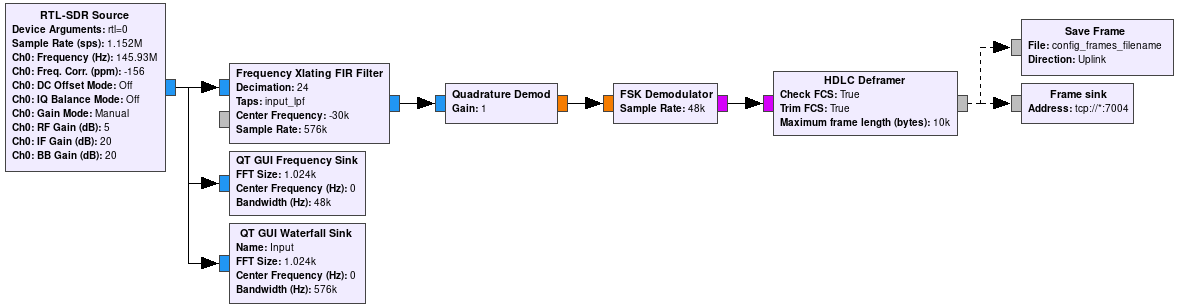 RTL-SDR Source
Device Arguments: rtl=0
Sample Rate (sps): 1.152M
Ch0: Frequency (Hz): 145.93M
Ch0: Freq. Corr. (ppm): -156
Ch0: DC Offset Mode: Off
Ch0: IQ Balance Mode: Off
Ch0: Gain Mode: Manual
Ch0: RF Gain (dB): 5
Ch0: IF Gain (dB): 20
Ch0: BB Gain (dB): 20
Frequency Xlating FIR Filter
Decimation: 24
Taps: input_lpf
Center Frequency: -30k
Sample Rate: 576k
QT GUI Frequency Sink
FFT Size: 1.024k
Center Frequency (Hz): 0
Bandwidth (Hz): 48k
QT GUI Waterfall Sink
Name: Input
FFT Size: 1.024k
Center Frequency (Hz): 0
Bandwidth (Hz): 576k
Quadrature Demod
Gain: 1
FSK Demodulator
Sample Rate: 48k
HDLC Deframer
Check FCS: True
Trim FCS: True
Maximum frame length (bytes): 10k
Save Frame
File: config_frames_filename
Direction: Uplink
Frame sink
Address: tcp://*:7004